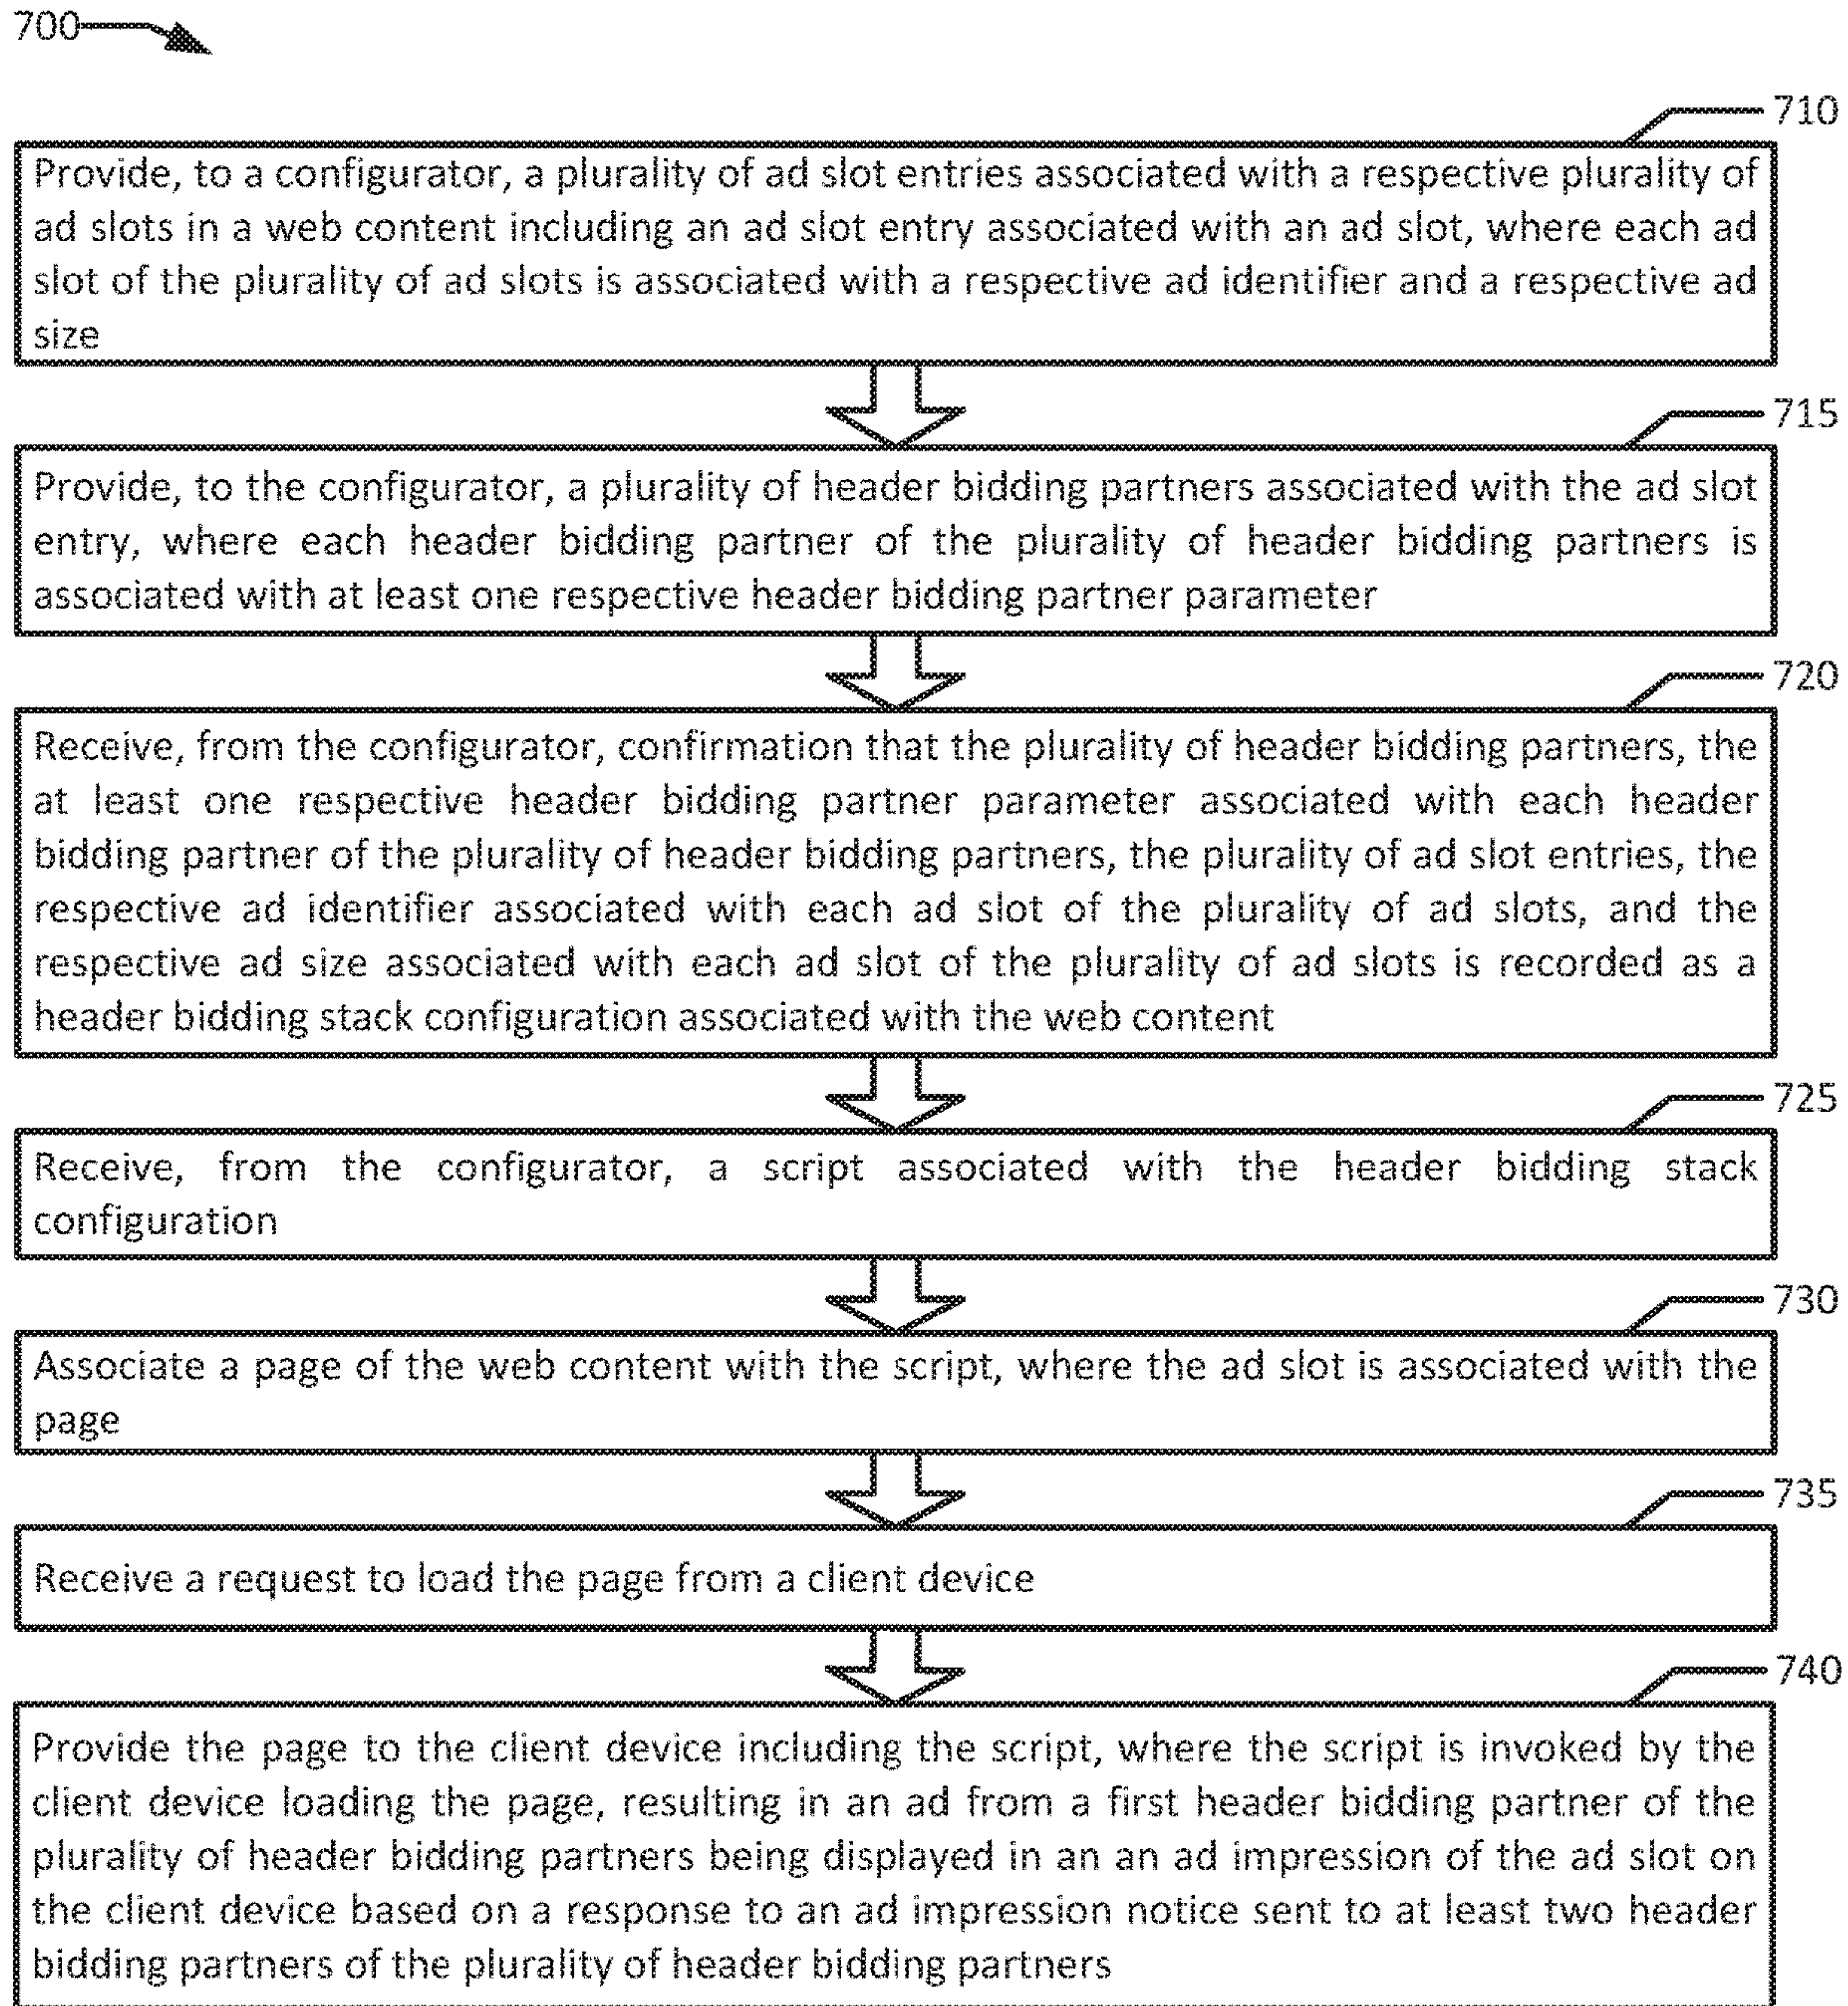 700
710
Provide, to a configurator, a plurality of ad slot entries associated with a respective plurality of
ad slots in a web content including an ad slot entry associated with an ad slot, where each ad
slot of the plurality of ad slots is associated with a respective ad identifier and a respective ad
size
715
Provide, to the configurator, a plurality of header bidding partners associated with the ad slot
entry, where each header bidding partner of the plurality of header bidding partners is
associated with at least one respective header bidding partner parameter
720
Receive, from the configurator, confirmation that the plurality of header bidding partners, the
at least one respective header bidding partner parameter associated with each header
bidding partner of the plurality of header bidding partners, the plurality of ad slot entries, the
respective ad identifier associated with each ad slot of the plurality of ad slots, and the
respective ad size associated with each ad slot of the plurality of ad slots is recorded as a
header bidding stack configuration associated with the web content
725
Receive, from the configurator, a script associated with the header bidding stack
configuration
730
Associate a page of the web content with the script, where the ad slot is associated with the
page
735
Receive a request to load the page from a client device
740
Provide the page to the client device including the script, where the script is invoked by the
client device loading the page, resulting in an ad from a first header bidding partner of the
plurality of header bidding partners being displayed in an an ad impression of the ad slot on
the client device based on a response to an ad impression notice sent to at least two header
bidding partners of the plurality of header bidding partners